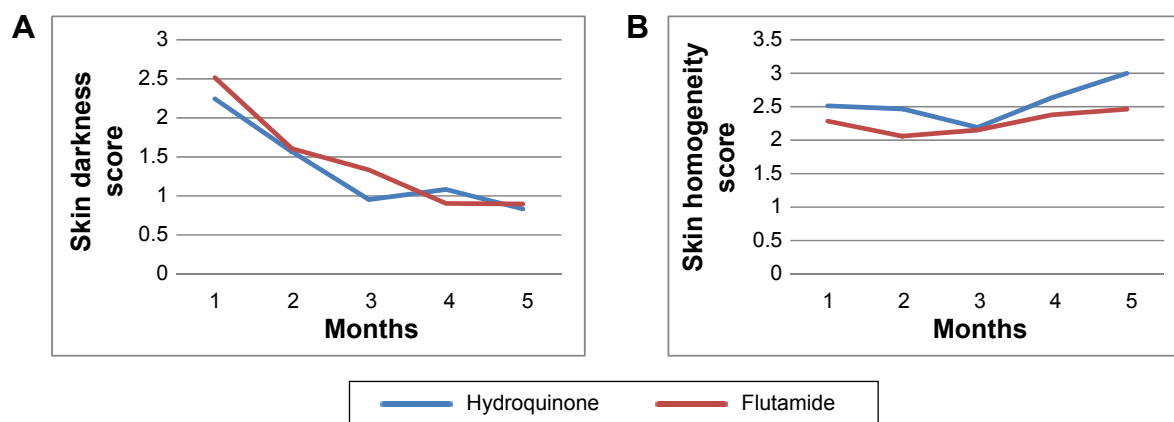 A
Skin darkness
score
3
2.5
2
1.5
1
0.5
0
1 2 3 4 5
Months
B
Skin homogeneity
score
3.5
3
2.5
2
1.5
1
0.5
0
1 2 3 4 5
Months
Hydroquinone Flutamide